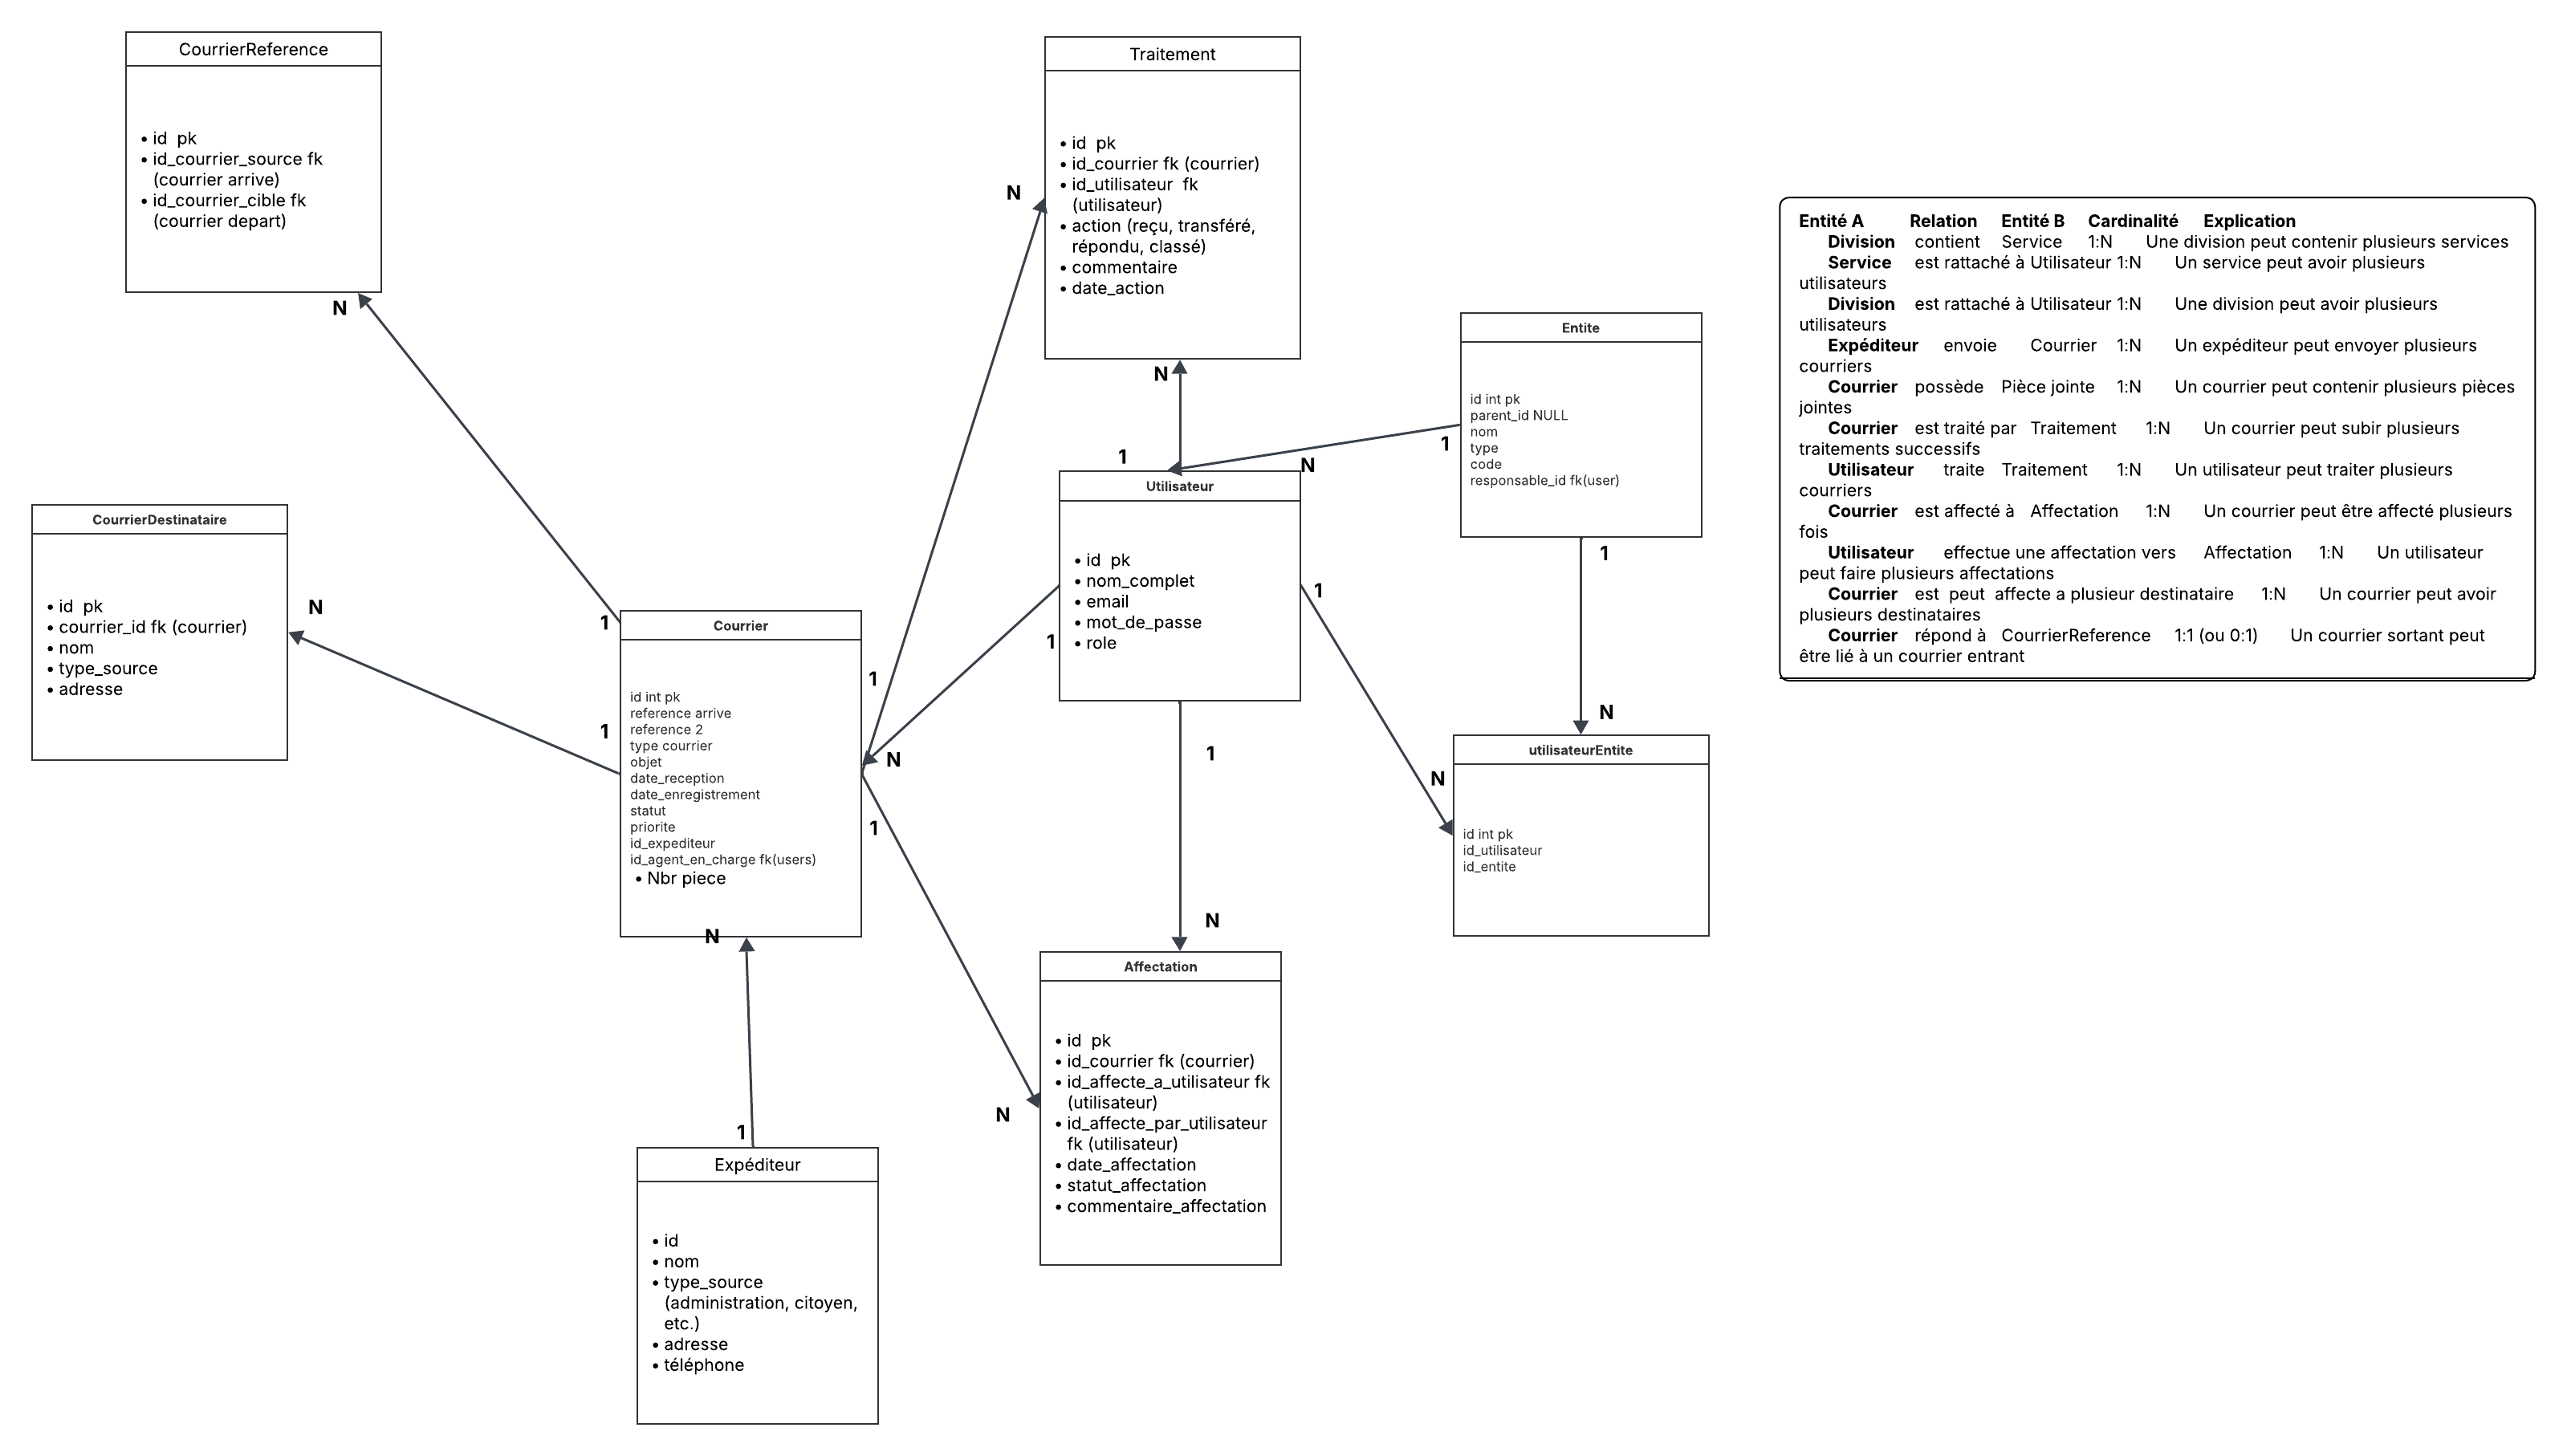 CourrierReference
• id  pk
• id_courrier_source fk
(courrier arrive)
• id_courrier_cible fk
(courrier depart)
N
Traitement
• id  pk
• id_courrier fk (courrier)
• id_utilisateur  fk
(utilisateur)
• action (reçu, transféré,
répondu, classé)
• commentaire
• date_action
N
N
Entite
id int pk
parent_id NULL
nom
type
code
responsable_id fk(user)
1
1
N
1
Entité A Relation Entité B Cardinalité Explication
Division contient Service 1:N Une division peut contenir plusieurs services
Service est rattaché à Utilisateur 1:N Un service peut avoir plusieurs
utilisateurs
Division est rattaché à Utilisateur 1:N Une division peut avoir plusieurs
utilisateurs
Expéditeur envoie Courrier 1:N Un expéditeur peut envoyer plusieurs
courriers
Courrier possède Pièce jointe 1:N Un courrier peut contenir plusieurs pièces
jointes
Courrier est traité par Traitement 1:N Un courrier peut subir plusieurs
traitements successifs
Utilisateur traite Traitement 1:N Un utilisateur peut traiter plusieurs
courriers
Courrier est affecté à Affectation 1:N Un courrier peut être affecté plusieurs
fois
Utilisateur effectue une affectation vers Affectation 1:N Un utilisateur
peut faire plusieurs affectations
Courrier est peut affecte a plusieur destinataire 1:N Un courrier peut avoir
plusieurs destinataires
Courrier répond à CourrierReference 1:1 (ou 0:1) Un courrier sortant peut
être lié à un courrier entrant
CourrierDestinataire
• id  pk
• courrier_id fk (courrier)
• nom
• type_source
• adresse
N
Utilisateur
• id  pk
• nom_complet
• email
• mot_de_passe
• role
1
1
1
N
N
utilisateurEntite
id int pk
id_utilisateur
id_entite
1
1
Courrier
id int pk
reference arrive
reference 2
type courrier
objet
date_reception
date_enregistrement
statut
priorite
id_expediteur
id_agent_en_charge fk(users)
• Nbr piece
1
N
1
N
N
N
1
Affectation
• id  pk
• id_courrier fk (courrier)
• id_affecte_a_utilisateur fk
(utilisateur)
• id_affecte_par_utilisateur
fk (utilisateur)
• date_affectation
• statut_affectation
• commentaire_affectation
Expéditeur
• id
• nom
• type_source
(administration, citoyen,
etc.)
• adresse
• téléphone